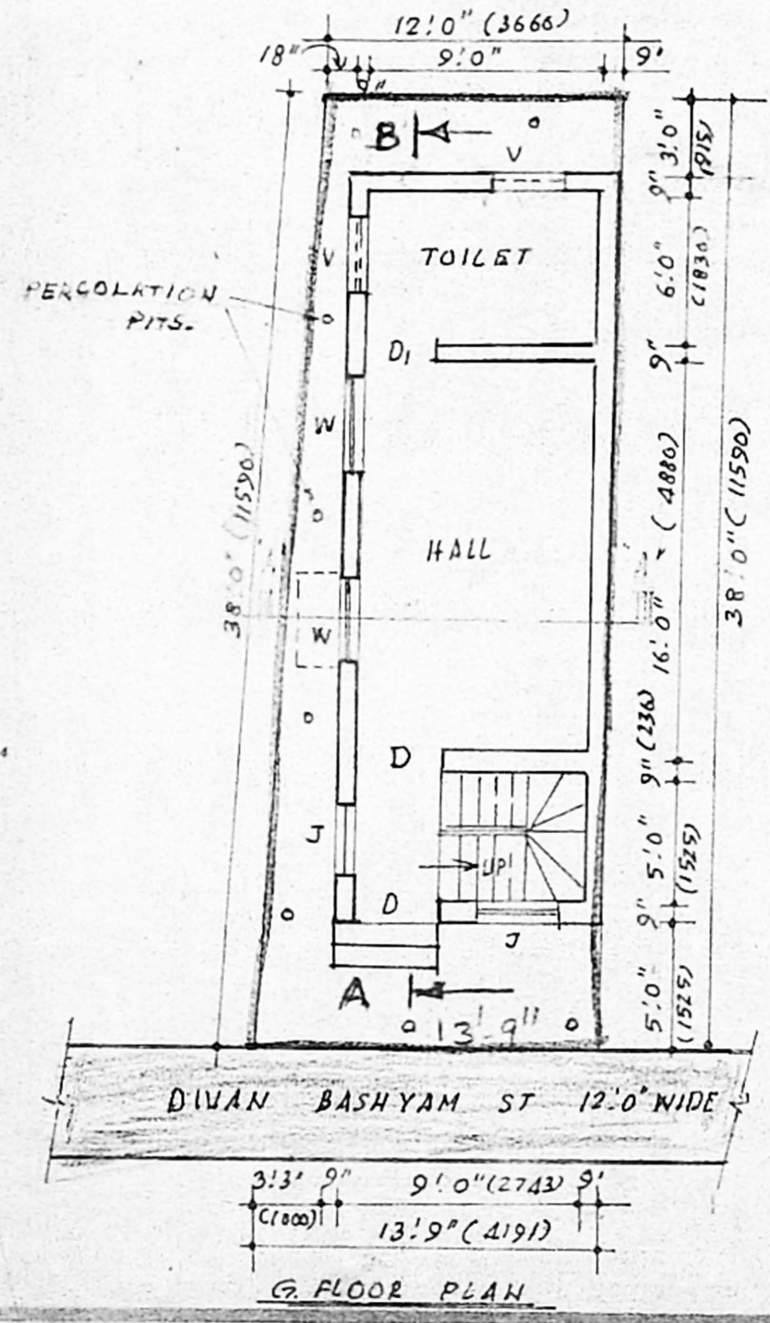 12'.0" (3666)
18"
9'.0"
9'
9"
B
V
3'.0"
(915)
9"
TOILET
V
6'.0"
(1830)
PERCOLATION
PITS.
D1
9"
W
(4880)
38'.0" (11590)
38'.0" (11590)
HALL
W
16'.0"
9" (236)
D
J
5'.0"
(1525)
UP
D
9"
J
A
5'.0"
(1525)
13'-9"
DIVAN BASHYAM ST 12'.0" WIDE
3'.3' 9" 9'.0" (2743) 9'
(1000)
13'.9" (4191)
G. FLOOR PLAN